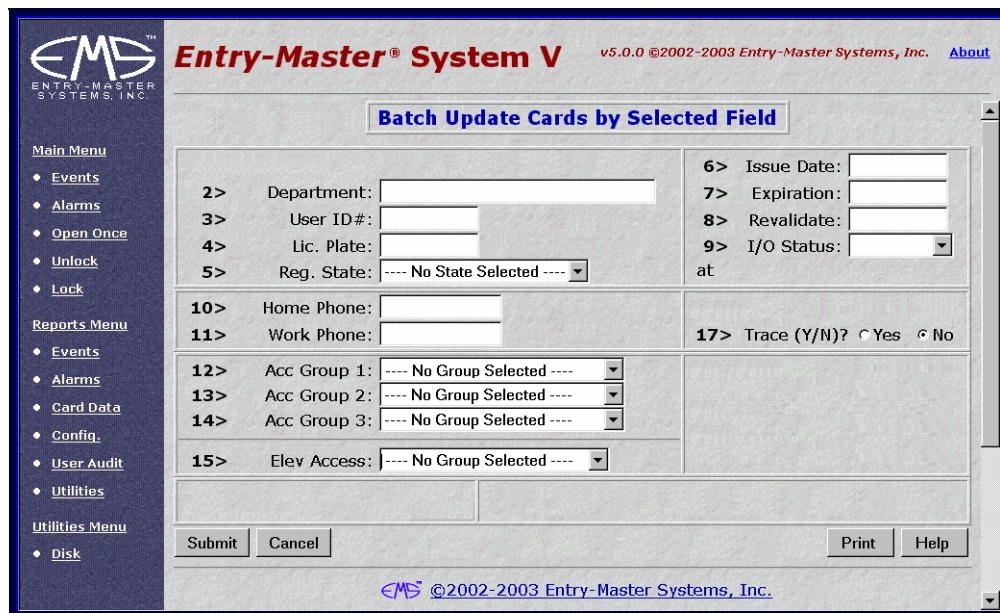 EMS™
ENTRY-MASTER
SYSTEMS, INC.
Entry-Master® System V
v5.0.0 ©2002-2003 Entry-Master Systems, Inc.
About
Batch Update Cards by Selected Field
Main Menu
• Events
• Alarms
• Open Once
• Unlock
• Lock
Reports Menu
• Events
• Alarms
• Card Data
• Config.
• User Audit
• Utilities
Utilities Menu
• Disk
2> Department:
3> User ID#:
4> Lic. Plate:
5> Reg. State: ---- No State Selected ----
6> Issue Date:
7> Expiration:
8> Revalidate:
9> I/O Status:
at
10> Home Phone:
11> Work Phone:
17> Trace (Y/N)? Yes No
12> Acc Group 1: ---- No Group Selected ----
13> Acc Group 2: ---- No Group Selected ----
14> Acc Group 3: ---- No Group Selected ----
15> Elev Access: ---- No Group Selected ----
Submit Cancel Print Help
EMS ©2002-2003 Entry-Master Systems, Inc.